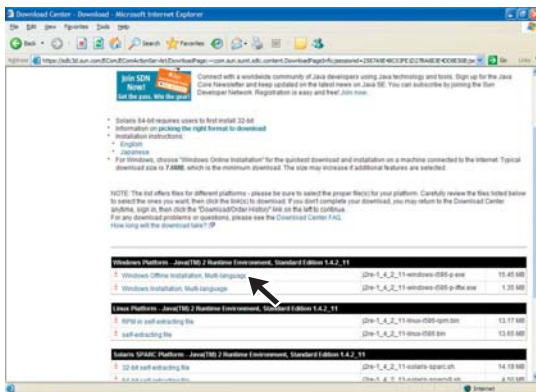 Download Center - Download - Microsoft Internet Explorer
File Edit View Favorites Tools Help
Back Search Favorites
Address
Go Links
Join SDN
Now!
Get the pass. Win the year!
Connect with a worldwide community of Java developers using Java technology and tools. Sign up for the Java
Core Newsletter and keep updated on the latest news on Java SE. You can subscribe by joining the Sun
Developer Network. Registration is easy and free! Join now.
Solaris 64-bit requires users to first install 32-bit
Information on picking the right format to download
Installation instructions:
English
Japanese
For Windows, choose "Windows Online Installation" for the quickest download and installation on a machine connected to the Internet. Typical
download size is 7.0MB, which is the minimum download. The size may increase if additional features are selected.
NOTE: The list offers files for different platforms - please be sure to select the proper file(s) for your platform. Carefully review the files listed below
to select the ones you want, then click the link(s) to download. If you don't complete your download, you may return to the Download Center
anytime, sign in, then click the "Download/Order History" link on the left to continue.
For any download problems or questions, please see the Download Center FAQ.
How long will the download take?
Windows Platform - Java(TM) 2 Runtime Environment, Standard Edition 1.4.2_11
Windows Offline Installation, Multi-language j2re-1_4_2_11-windows-i586-p.exe 15.45 MB
Windows Installation, Multi-language j2re-1_4_2_11-windows-i586-p-iftw.exe 1.35 MB
Linux Platform - Java(TM) 2 Runtime Environment, Standard Edition 1.4.2_11
RPM in self-extracting file j2re-1_4_2_11-linux-i586-rpm.bin 13.17 MB
self-extracting file j2re-1_4_2_11-linux-i586.bin 13.65 MB
Solaris SPARC Platform - Java(TM) 2 Runtime Environment, Standard Edition 1.4.2_11
32-bit self-extracting file j2re-1_4_2_11-solaris-sparc.sh 14.18 MB
Internet